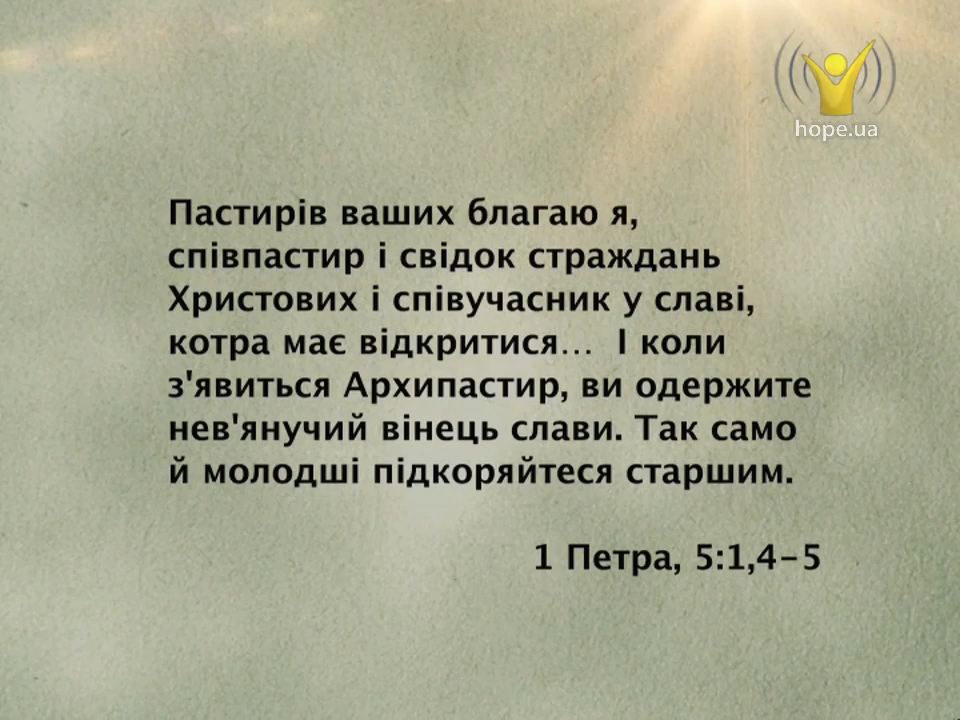 hope.ua
Пастирів ваших благаю я,
співпастир і свідок страждань
Христових і співучасник у славі,
котра має відкритися…  І коли
з'явиться Архипастир, ви одержите
нев'янучий вінець слави. Так само
й молодші підкоряйтеся старшим.
1 Петра, 5:1,4-5